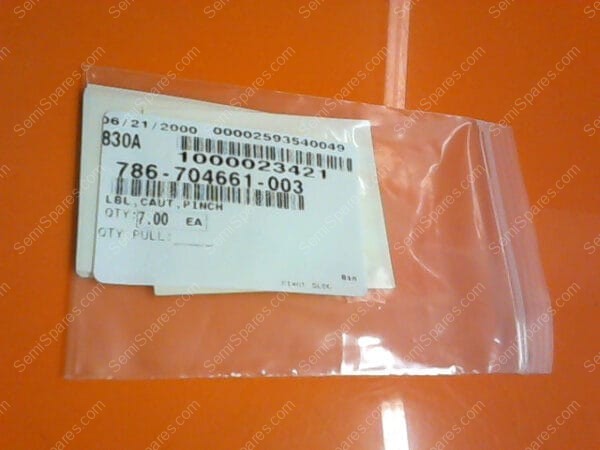 06/21/2000 00002593540049
830A
1000023421
786-704661-003
LBL,CAUT,PINCH
QTY: 7.00 EA
QTY PULL:
SemiSpares.com